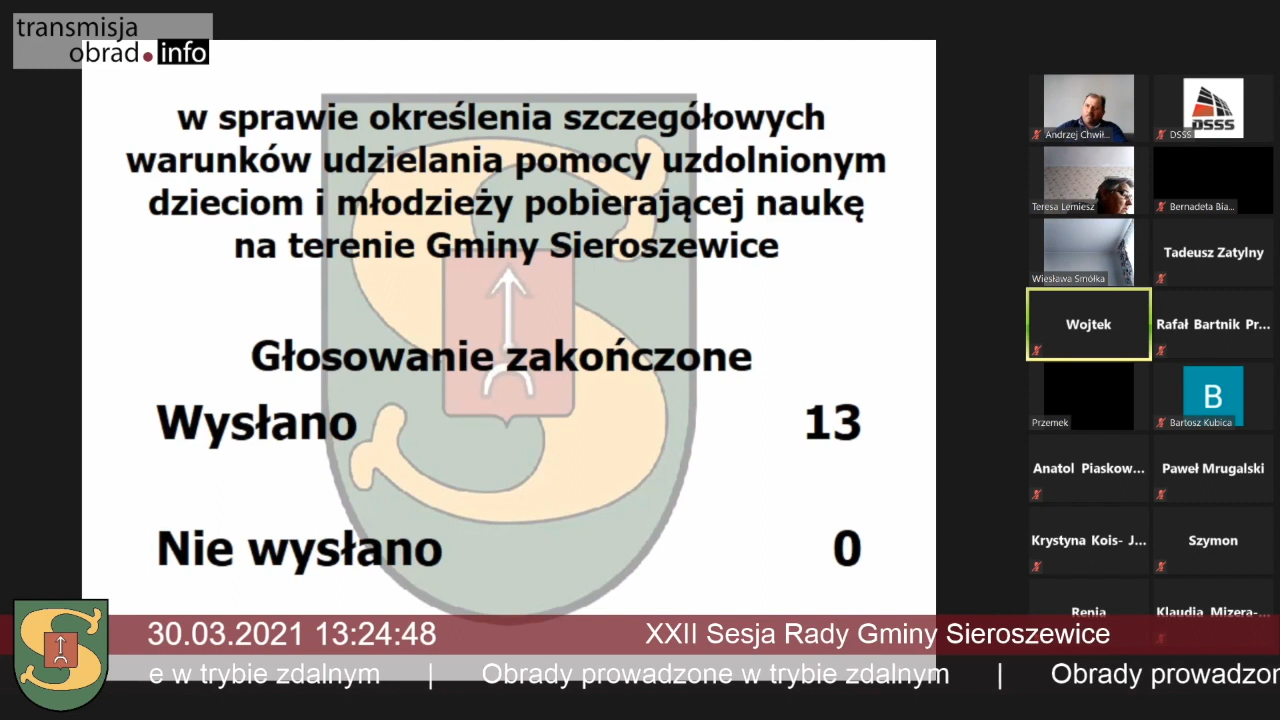 transmisja
obrad.info
w sprawie określenia szczegółowych
warunków udzielania pomocy uzdolnionym
dzieciom i młodzieży pobierającej naukę
na terenie Gminy Sieroszewice
Głosowanie zakończone
Wysłano 13
Nie wysłano 0
Andrzej Chwił...
DSSS
DSSS
Teresa Lemiesz
Bernadeta Bia...
Wiesława Smółka
Tadeusz Zatylny
Wojtek
Rafał Bartnik Pr...
Przemek
B
Bartosz Kubica
Anatol Piaskow...
Paweł Mrugalski
Krystyna Kois- J...
Szymon
Renia
Klaudia Mizera-...
30.03.2021 13:24:48
XXII Sesja Rady Gminy Sieroszewice
e w trybie zdalnym | Obrady prowadzone w trybie zdalnym | Obrady prowadzon